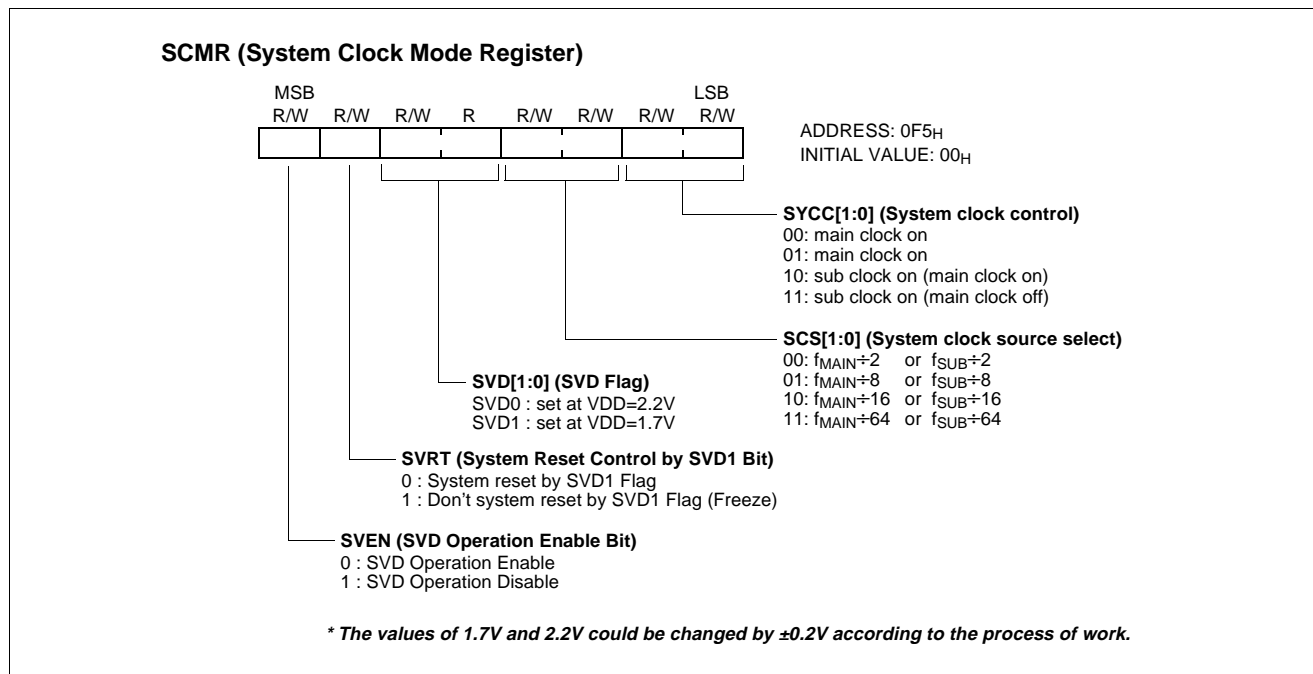 SCMR (System Clock Mode Register)
MSB LSB
R/W R/W R/W R R/W R/W R/W R/W
ADDRESS: 0F5H
INITIAL VALUE: 00H
SYCC[1:0] (System clock control)
00: main clock on
01: main clock on
10: sub clock on (main clock on)
11: sub clock on (main clock off)
SCS[1:0] (System clock source select)
00: fMAIN÷2 or fSUB÷2
01: fMAIN÷8 or fSUB÷8
10: fMAIN÷16 or fSUB÷16
11: fMAIN÷64 or fSUB÷64
SVD[1:0] (SVD Flag)
SVD0 : set at VDD=2.2V
SVD1 : set at VDD=1.7V
SVRT (System Reset Control by SVD1 Bit)
0 : System reset by SVD1 Flag
1 : Don’t system reset by SVD1 Flag (Freeze)
SVEN (SVD Operation Enable Bit)
0 : SVD Operation Enable
1 : SVD Operation Disable
* The values of 1.7V and 2.2V could be changed by ±0.2V according to the process of work.